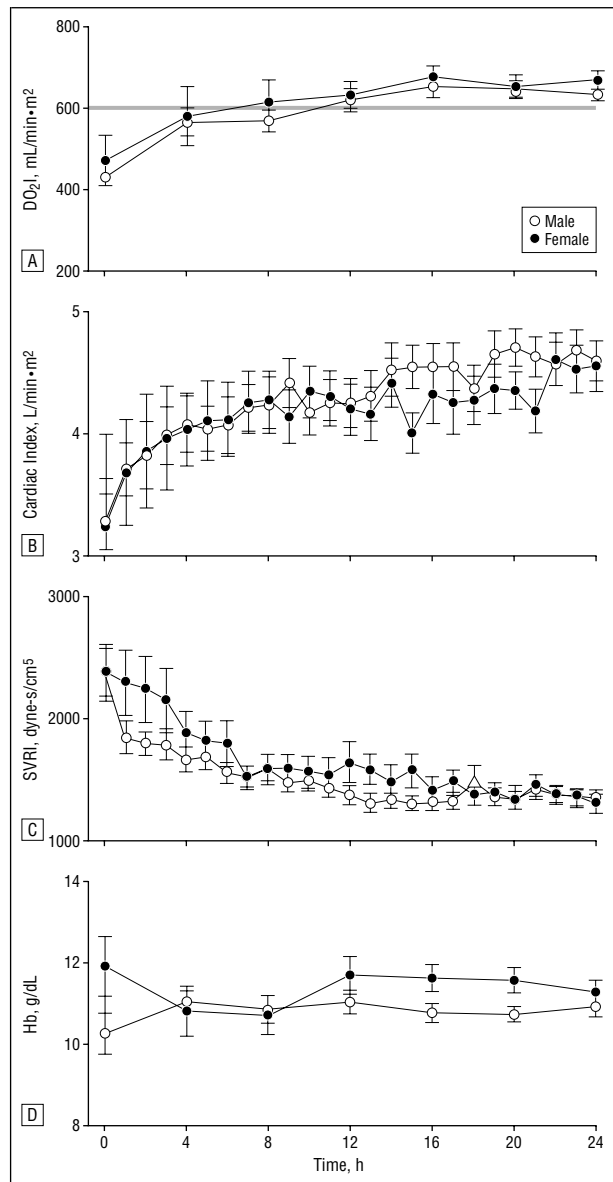 800
600
400
200
DO₂I, mL/min•m²
Male
Female
A
5
4
3
Cardiac Index, L/min•m²
B
3000
2000
1000
SVRI, dyne-s/cm⁵
C
14
12
10
8
Hb, g/dL
D
0 4 8 12 16 20 24
Time, h